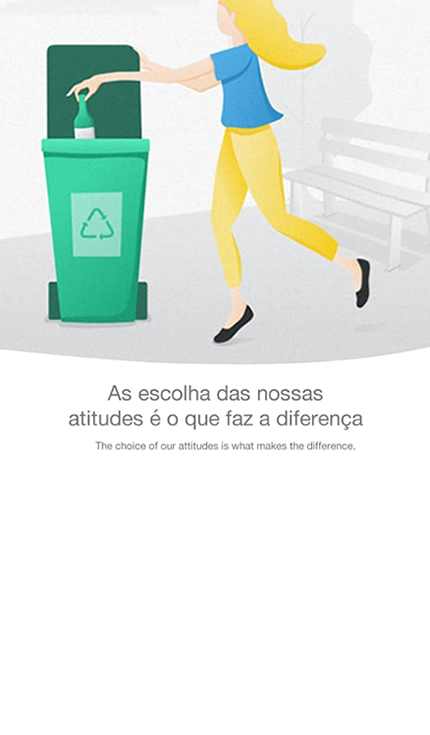 As escolha das nossas
atitudes é o que faz a diferença
The choice of our attitudes is what makes the difference.